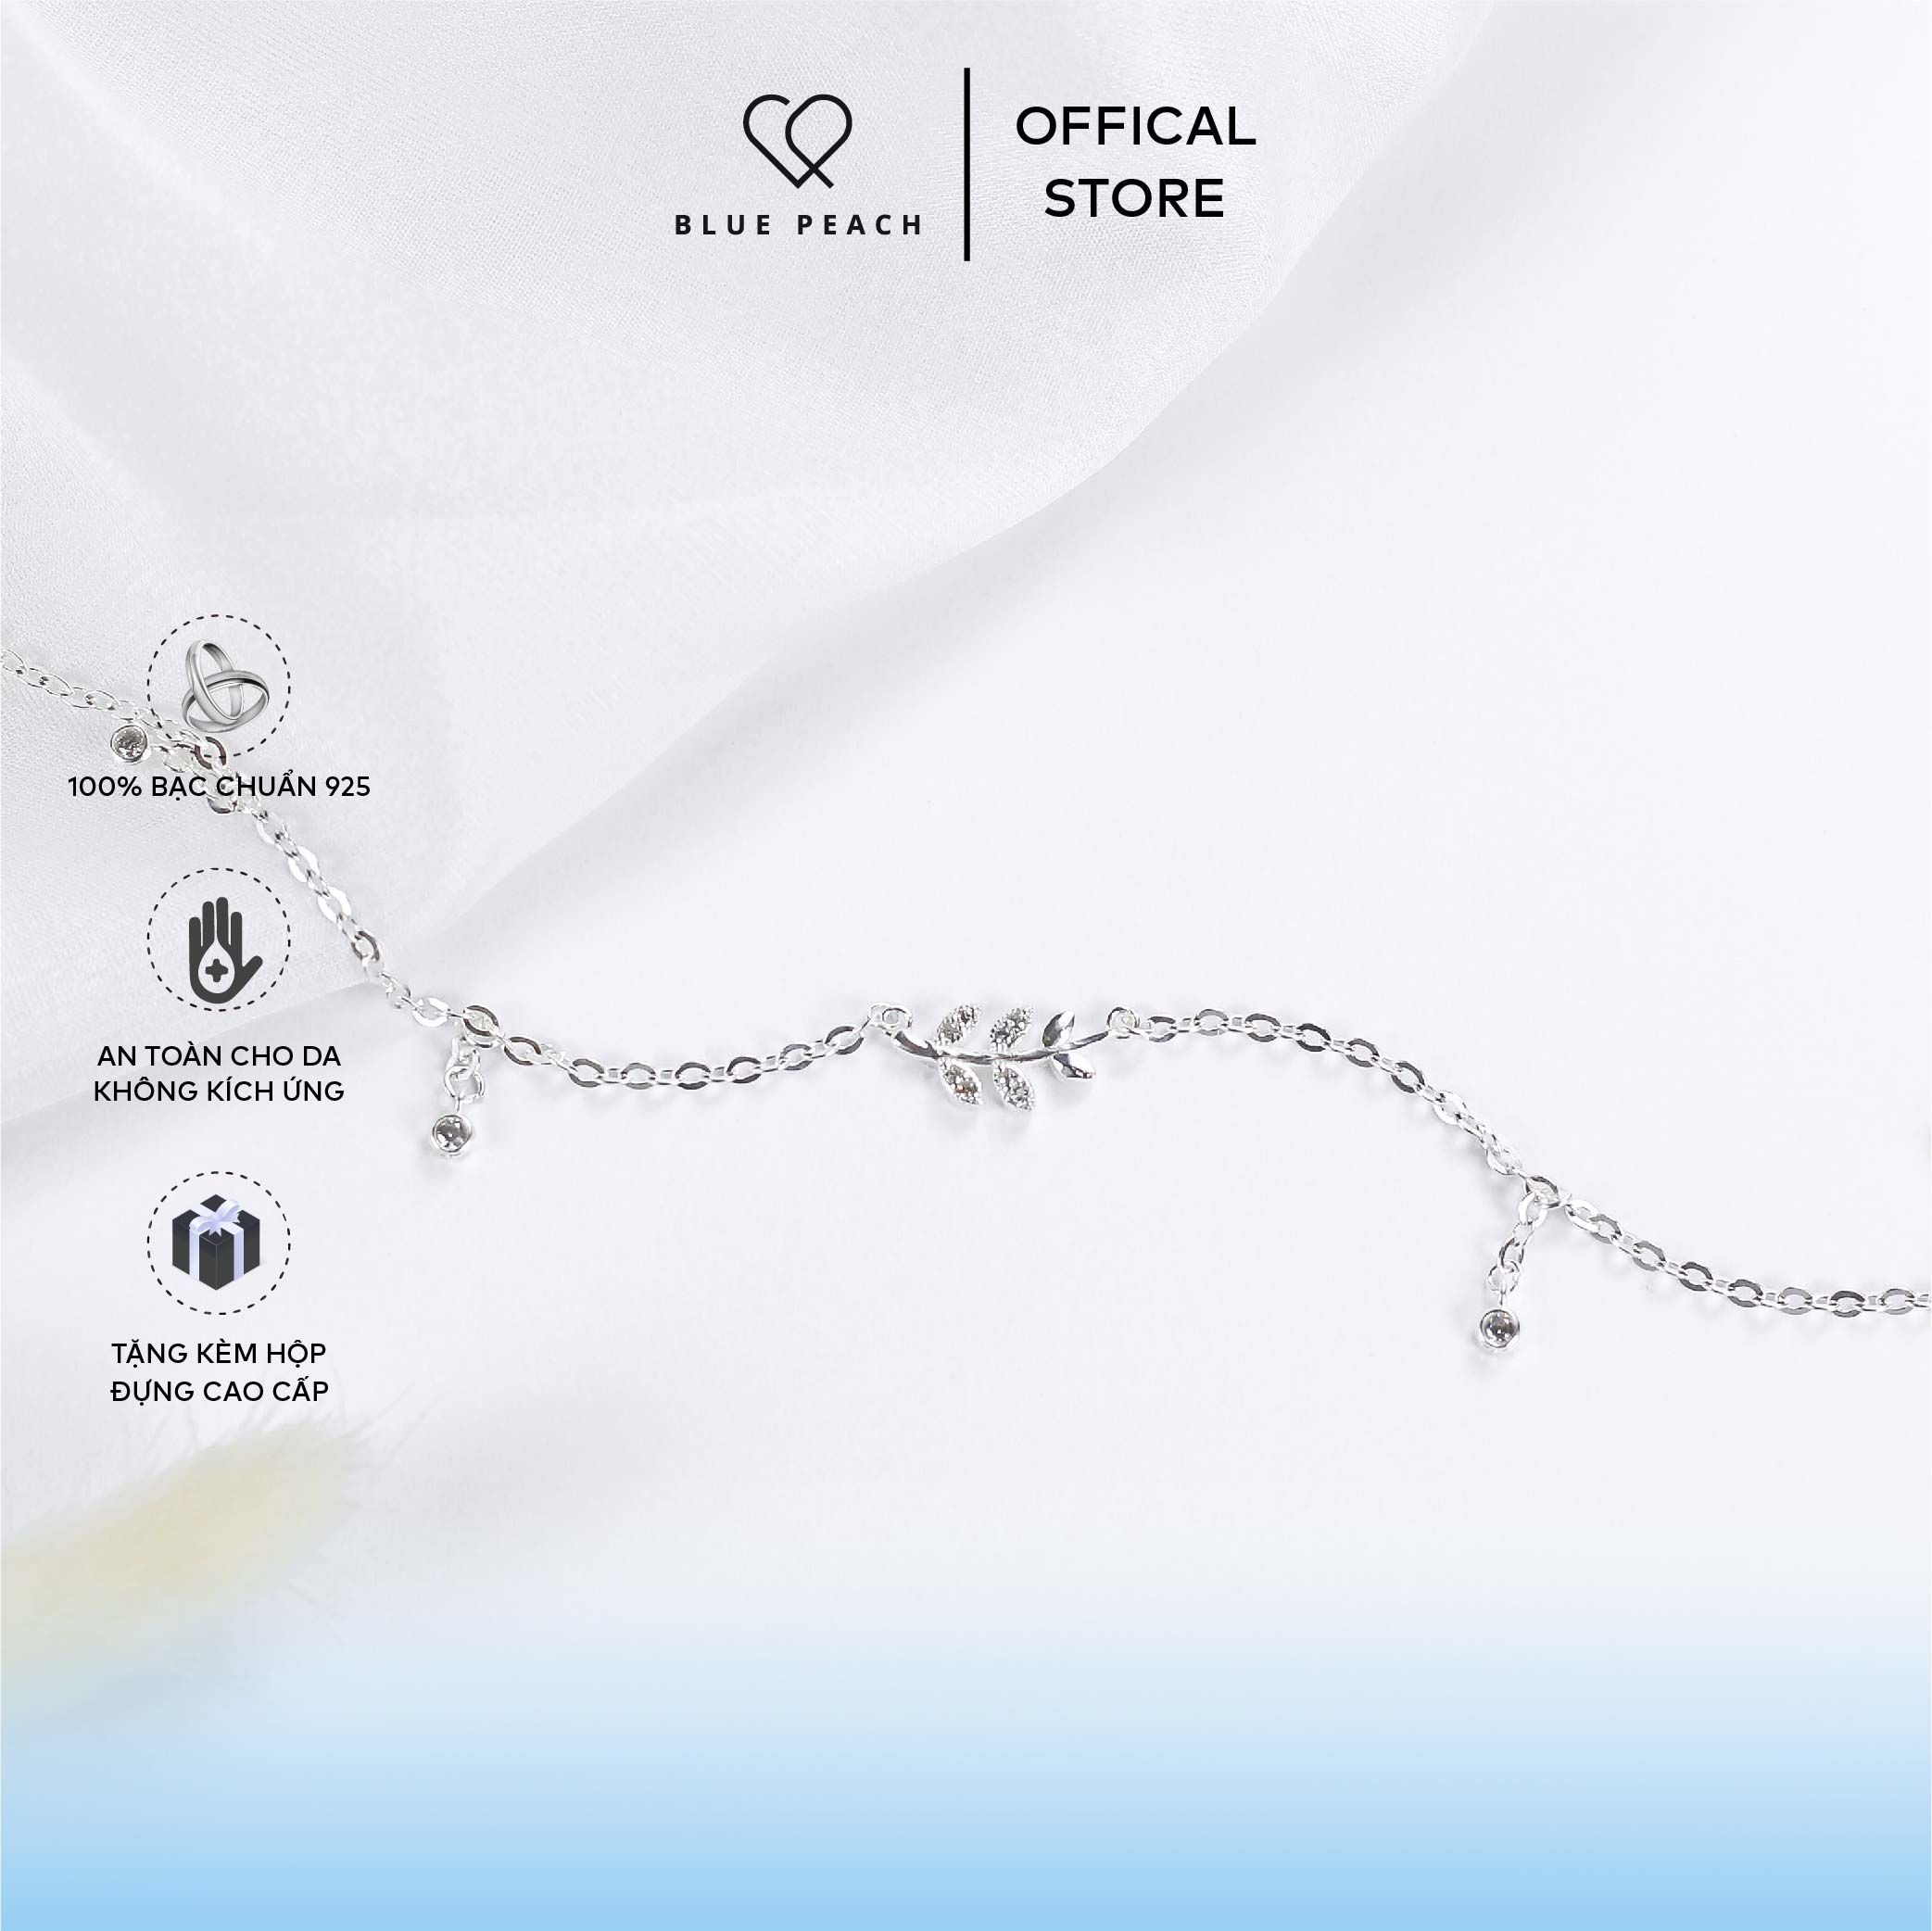 BLUE PEACH
OFFICAL
STORE
100% BẠC CHUẨN 925
AN TOÀN CHO DA
KHÔNG KÍCH ỨNG
TẶNG KÈM HỘP
ĐỰNG CAO CẤP